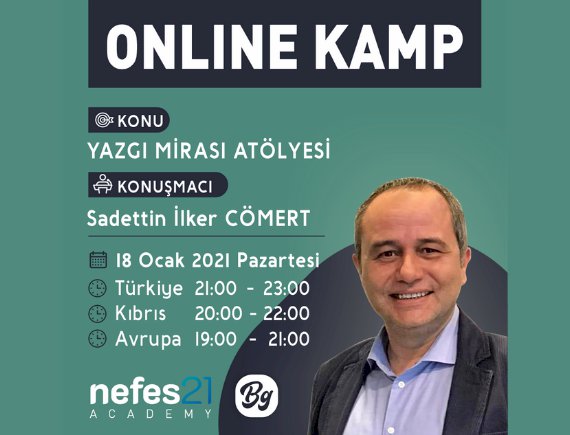 ONLINE KAMP
KONU
YAZGI MİRASI ATÖLYESİ
KONUŞMACI
Sadettin İlker CÖMERT
18 Ocak 2021 Pazartesi
Türkiye 21:00 - 23:00
Kıbrıs 20:00 - 22:00
Avrupa 19:00 - 21:00
nefes21
ACADEMY
Bg